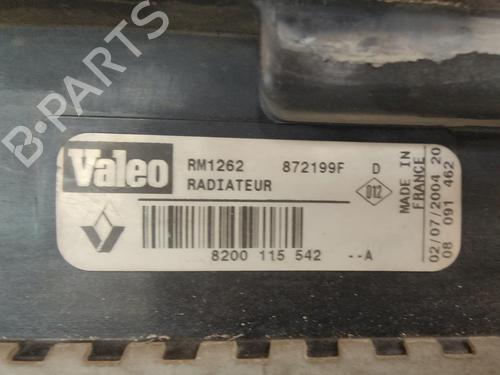 B-PARTS
Valeo
RM1262 872199F D
RADIATEUR
012
8200 115 542 --A
MADE IN
FRANCE
02/07/2004 20
08 091 462